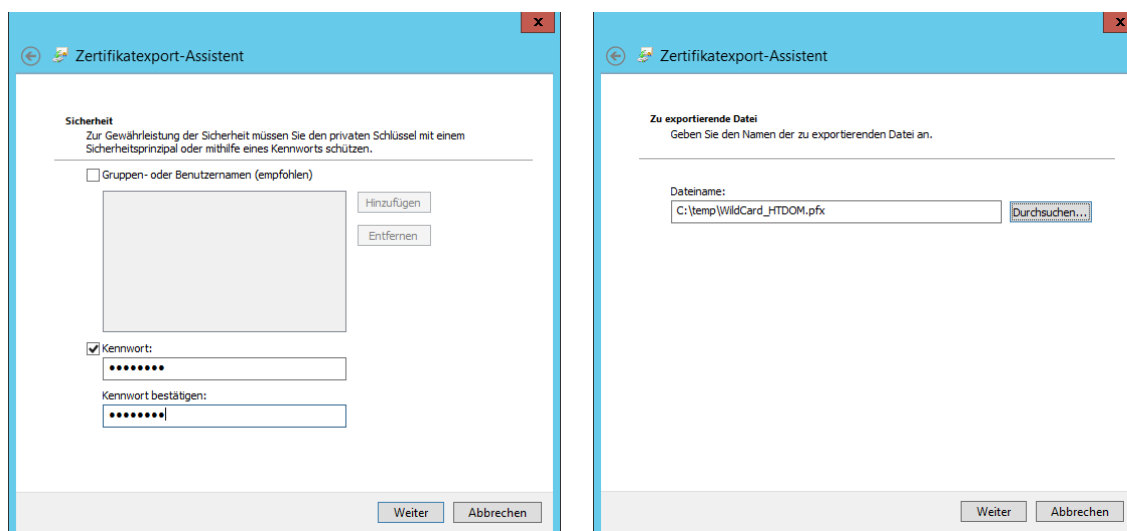 x
Zertifikatexport-Assistent
Sicherheit
Zur Gewährleistung der Sicherheit müssen Sie den privaten Schlüssel mit einem
Sicherheitsprinzipal oder mithilfe eines Kennworts schützen.
Gruppen- oder Benutzernamen (empfohlen)
Hinzufügen
Entfernen
Kennwort:
••••••••
Kennwort bestätigen:
••••••••
Weiter
Abbrechen
x
Zertifikatexport-Assistent
Zu exportierende Datei
Geben Sie den Namen der zu exportierenden Datei an.
Dateiname:
C:\temp\WildCard_HTDOM.pfx
Durchsuchen...
Weiter
Abbrechen